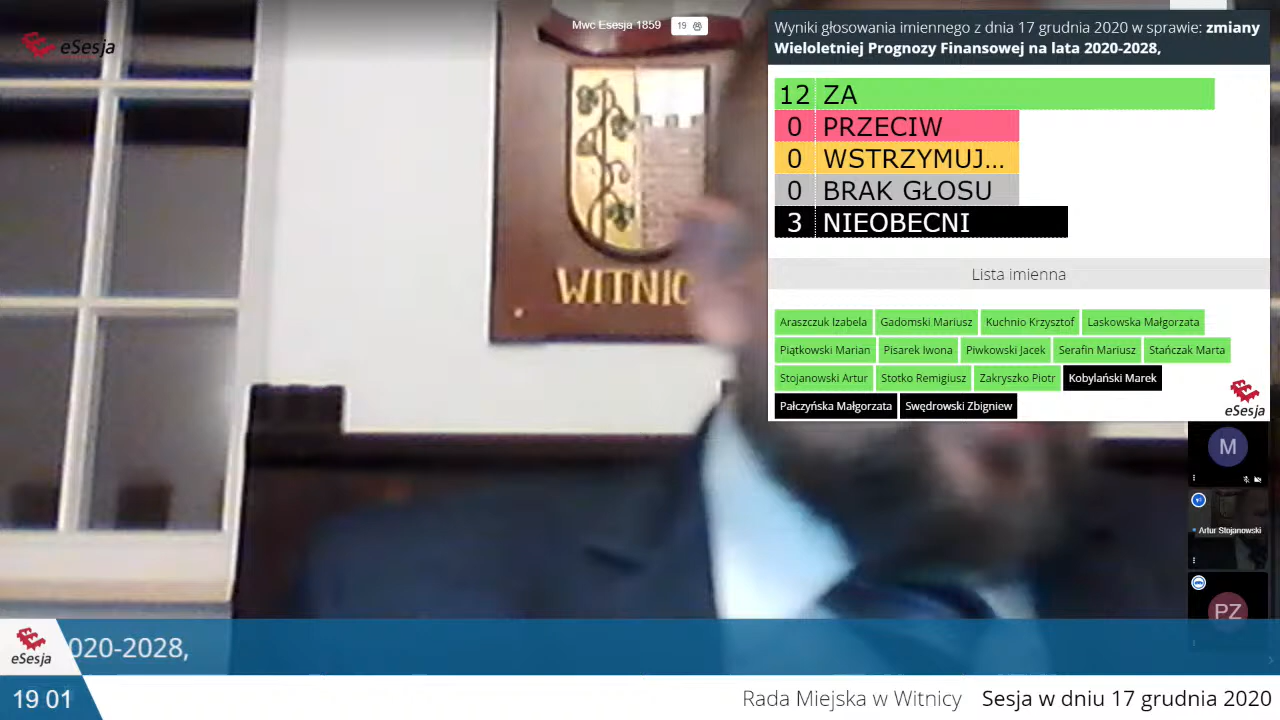 eSesja
Mwc Esesja 1859 19
WITNIC
Wyniki głosowania imiennego z dnia 17 grudnia 2020 w sprawie: zmiany
Wieloletniej Prognozy Finansowej na lata 2020-2028,
12 ZA
0 PRZECIW
0 WSTRZYMUJ...
0 BRAK GŁOSU
3 NIEOBECNI
Lista imienna
Araszczuk Izabela Gadomski Mariusz Kuchnio Krzysztof Laskowska Małgorzata
Piątkowski Marian Pisarek Iwona Piwkowski Jacek Serafin Mariusz Stańczak Marta
Stojanowski Artur Stotko Remigiusz Zakryszko Piotr Kobylański Marek
Pałczyńska Małgorzata Swędrowski Zbigniew
eSesja
M
Artur Stojanowski
PZ
eSesja
020-2028,
19 01
Rada Miejska w Witnicy Sesja w dniu 17 grudnia 2020